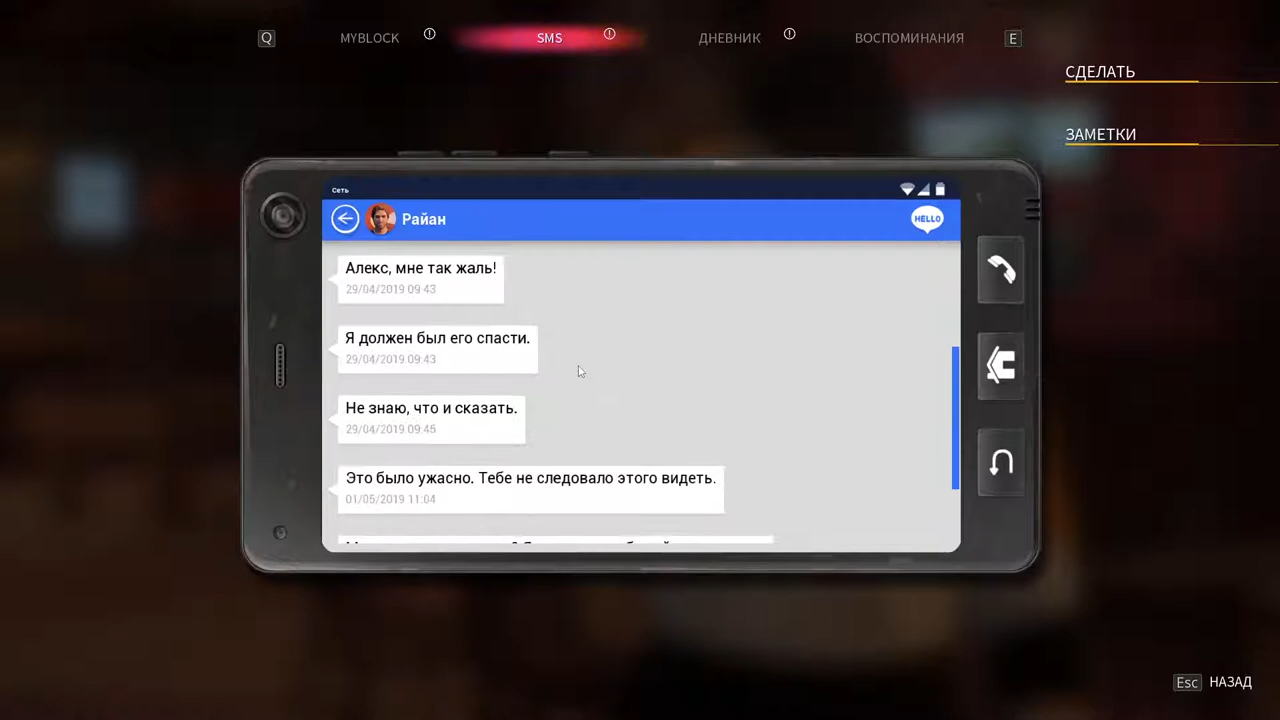 Q
MYBLOCK
SMS
ДНЕВНИК
ВОСПОМИНАНИЯ
E
СДЕЛАТЬ
ЗАМЕТКИ
Сеть
Райан
HELLO
Алекс, мне так жаль!
29/04/2019 09:43
Я должен был его спасти.
29/04/2019 09:43
Не знаю, что и сказать.
29/04/2019 09:45
Это было ужасно. Тебе не следовало этого видеть.
01/05/2019 11:04
Esc НАЗАД